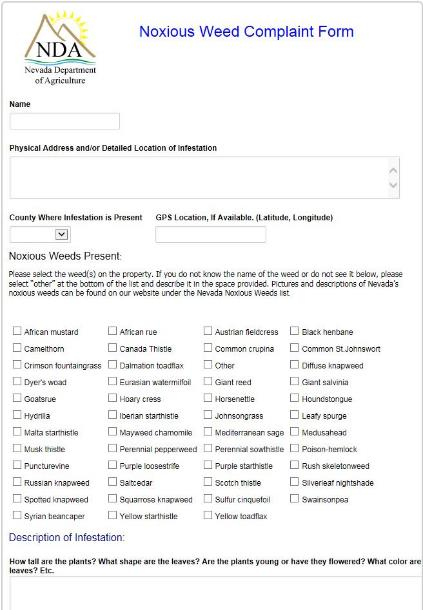 NDA
Nevada Department
of Agriculture
Noxious Weed Complaint Form
Name
Physical Address and/or Detailed Location of Infestation
County Where Infestation is Present GPS Location, If Available. (Latitude, Longitude)
Noxious Weeds Present:
Please select the weed(s) on the property. If you do not know the name of the weed or do not see it below, please
select "other" at the bottom of the list and describe it in the space provided. Pictures and descriptions of Nevada's
noxious weeds can be found on our website under the Nevada Noxious Weeds list
African mustard African rue Austrian fieldcress Black henbane
Camelthorn Canada Thistle Common crupina Common St.Johnswort
Crimson fountaingrass Dalmation toadflax Other Diffuse knapweed
Dyer's woad Eurasian watermilfoil Giant reed Giant salvinia
Goatsrue Hoary cress Horsenettle Houndstongue
Hydrilla Iberian starthistle Johnsongrass Leafy spurge
Malta starthistle Mayweed chamomile Mediterranean sage Medusahead
Musk thistle Perennial pepperweed Perennial sowthistle Poison-hemlock
Puncturevine Purple loosestrife Purple starthistle Rush skeletonweed
Russian knapweed Saltcedar Scotch thistle Silverleaf nightshade
Spotted knapweed Squarrose knapweed Sulfur cinquefoil Swainsonpea
Syrian beancaper Yellow starthistle Yellow toadflax
Description of Infestation:
How tall are the plants? What shape are the leaves? Are the plants young or have they flowered? What color are
leaves? Etc.